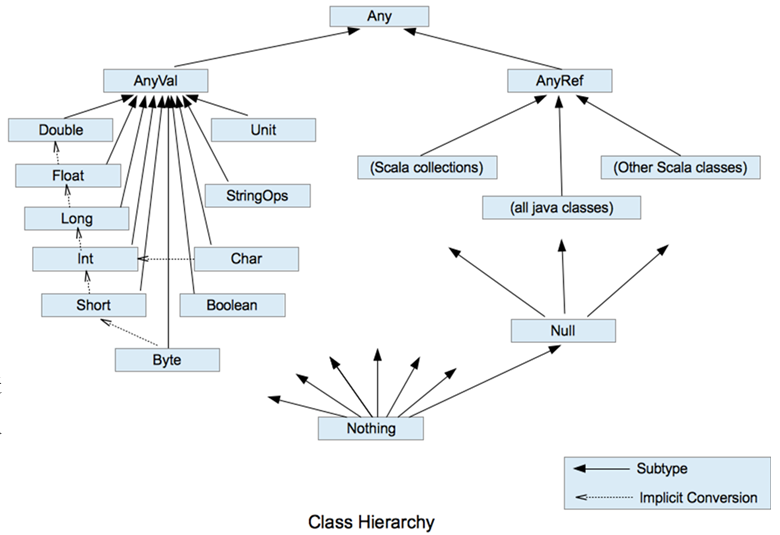 Any
AnyVal
AnyRef
Double
Unit
(Scala collections)
(Other Scala classes)
Float
StringOps
(all java classes)
Long
Int
Char
Short
Boolean
Null
Byte
Nothing
Subtype
Implicit Conversion
Class Hierarchy